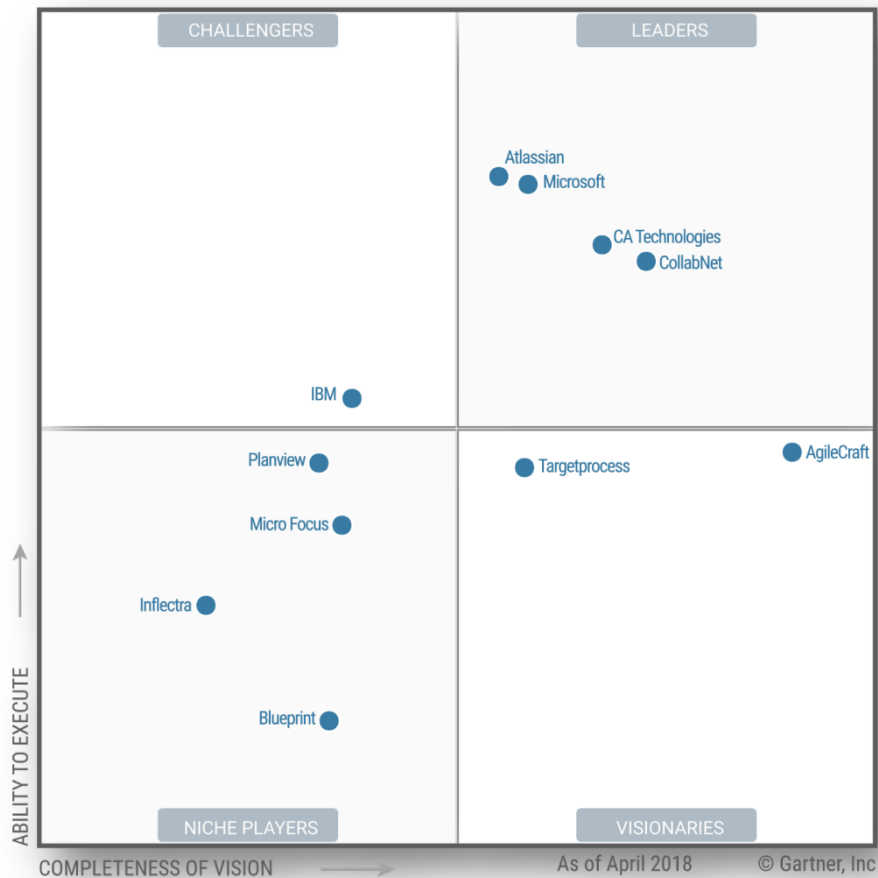 CHALLENGERS
LEADERS
Atlassian
Microsoft
CA Technologies
CollabNet
IBM
Planview
Targetprocess
AgileCraft
Micro Focus
Inflectra
Blueprint
NICHE PLAYERS
VISIONARIES
ABILITY TO EXECUTE
COMPLETENESS OF VISION
As of April 2018
© Gartner, Inc